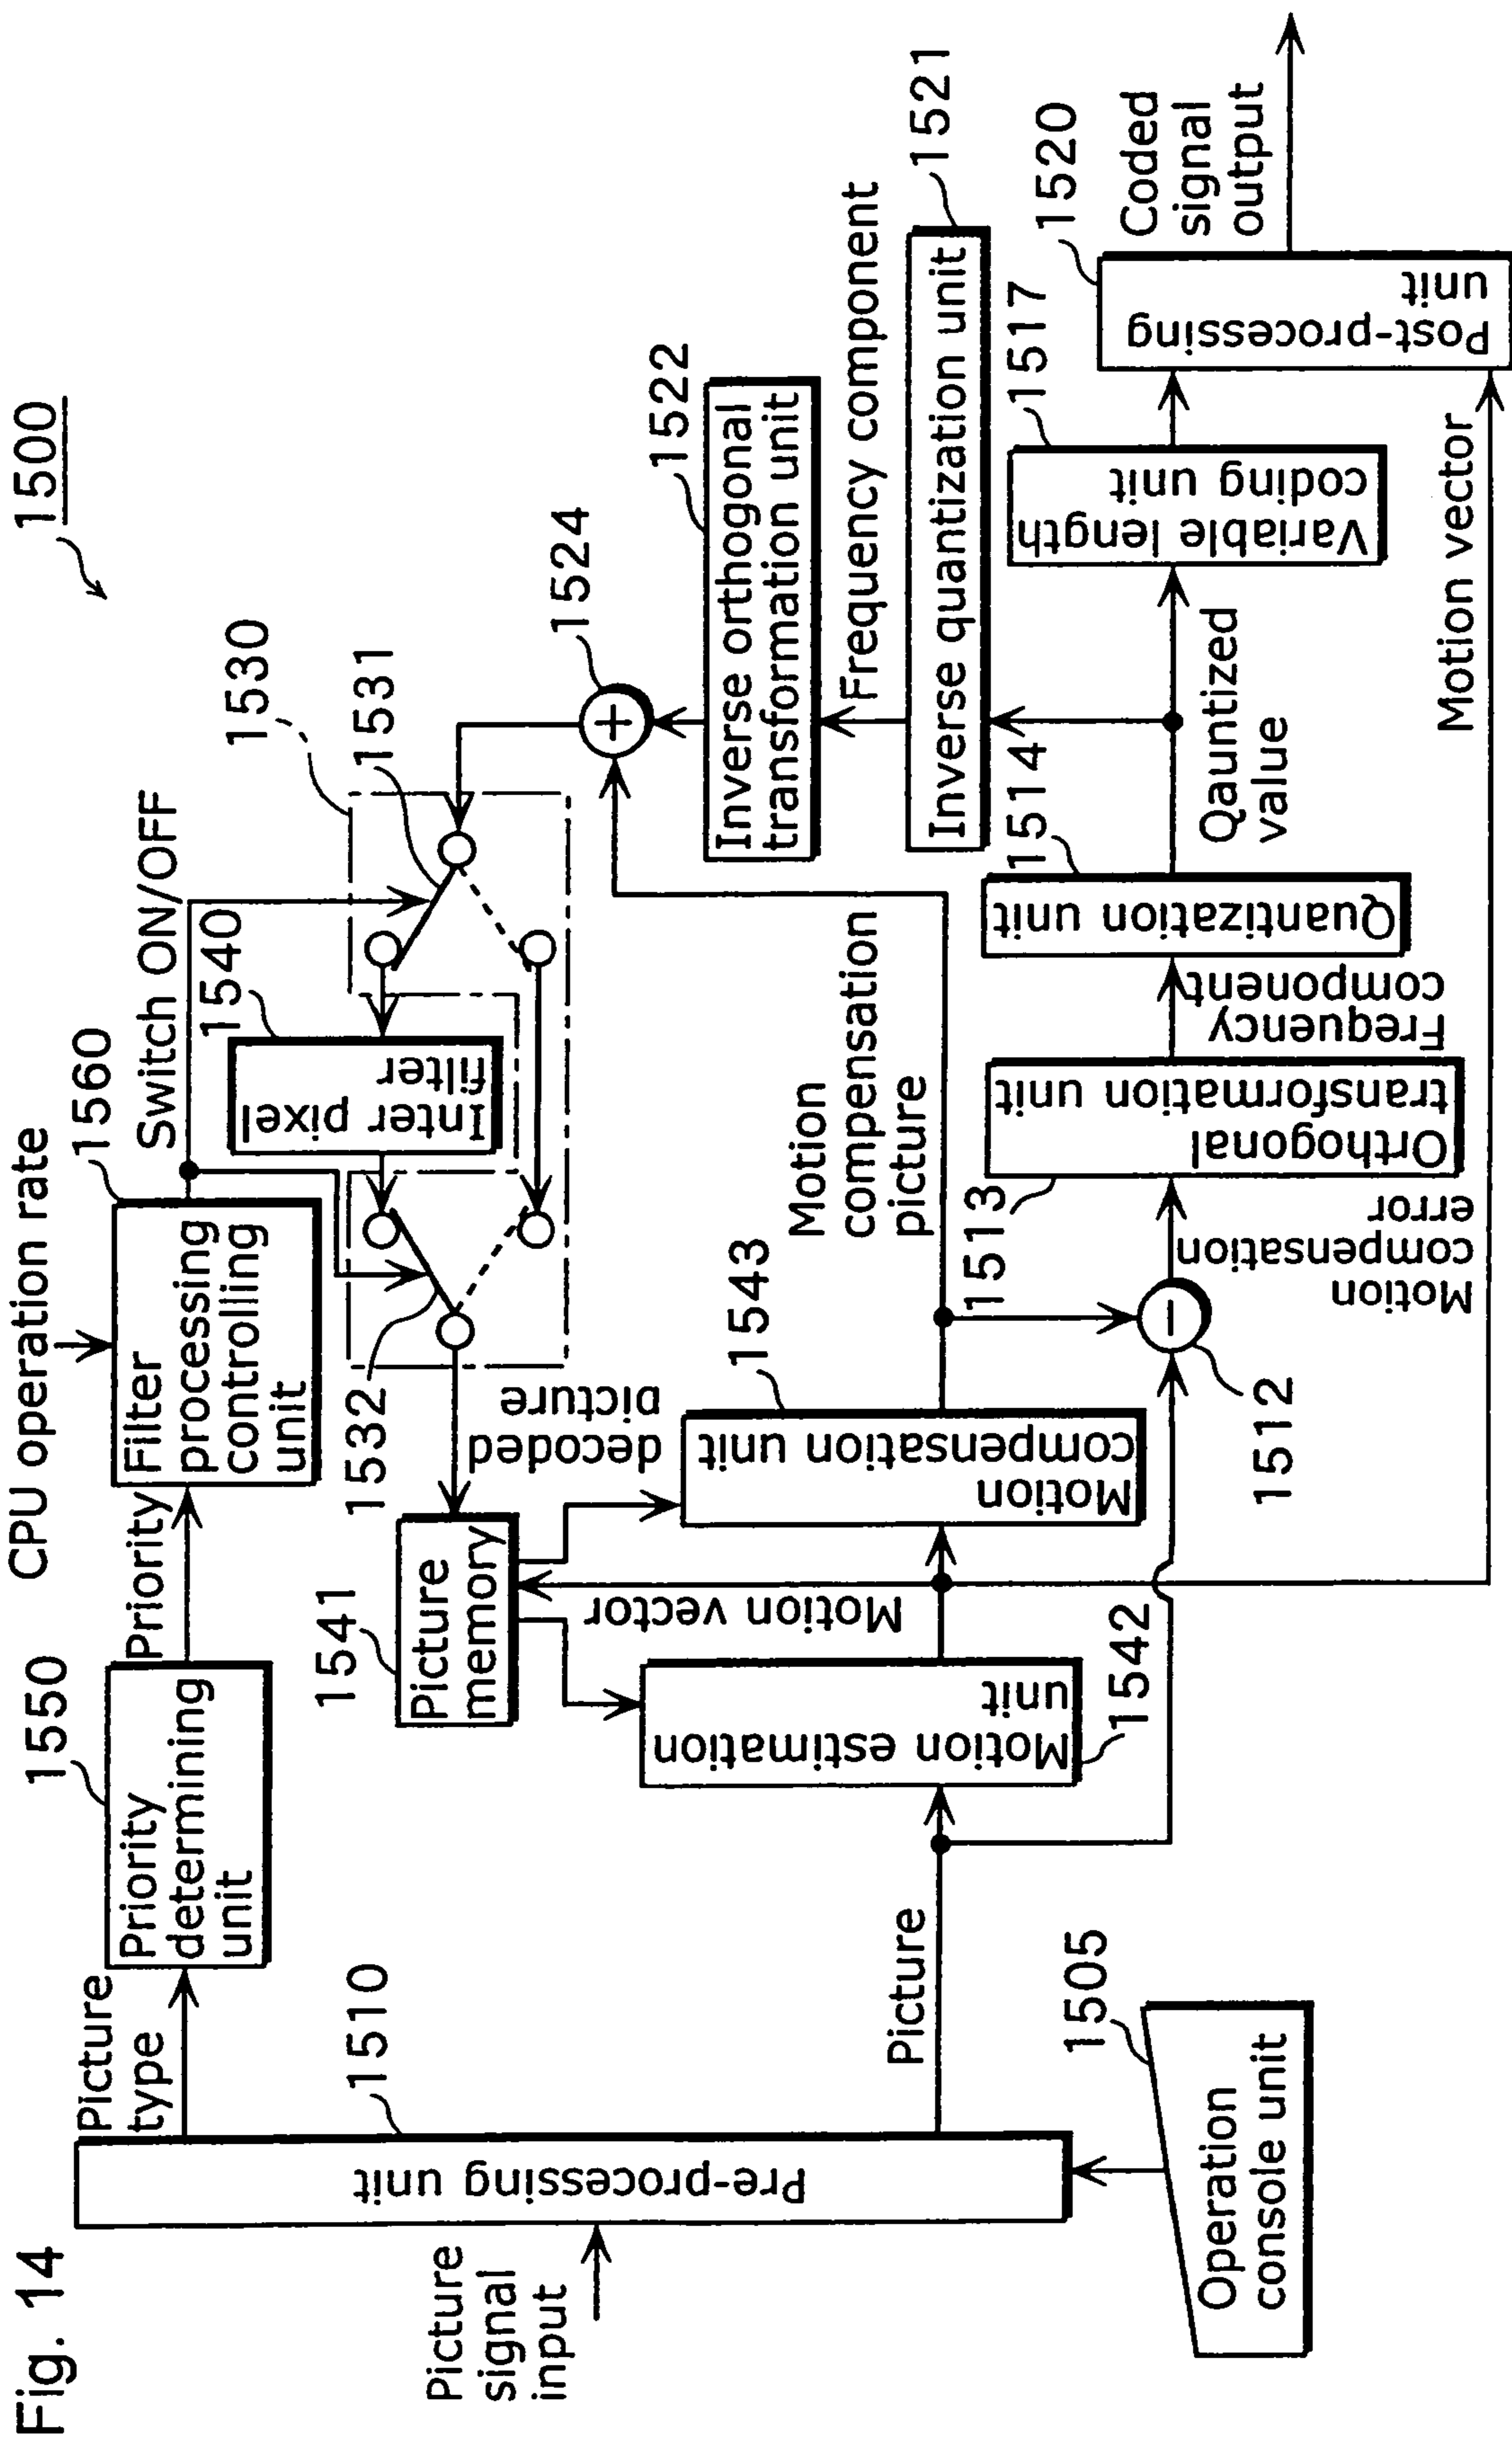 Fig. 14
1500
CPU operation rate
Picture
type
1550
Priority
determining
unit
Priority
1560
Filter
processing
controlling
unit
Switch ON/OFF
1530
1531
1540
Inter pixel
filter
1532
1541
Picture
memory
decoded
picture
1524
1522
Inverse orthogonal
transformation unit
Frequency component
1521
Inverse quantization unit
Picture
signal
input
1510
Pre-processing unit
Picture
Motion estimation
unit
1542
Motion vector
1543
Motion
compensation unit
Motion
compensation
picture
1512
Motion
compensation
error
1513
Orthogonal
transformation unit
Frequency
component
1514
Quantization unit
Qauntized
value
1517
Variable length
coding unit
1520
Post-processing
unit
Coded
signal
output
Motion vector
1505
Operation
console unit